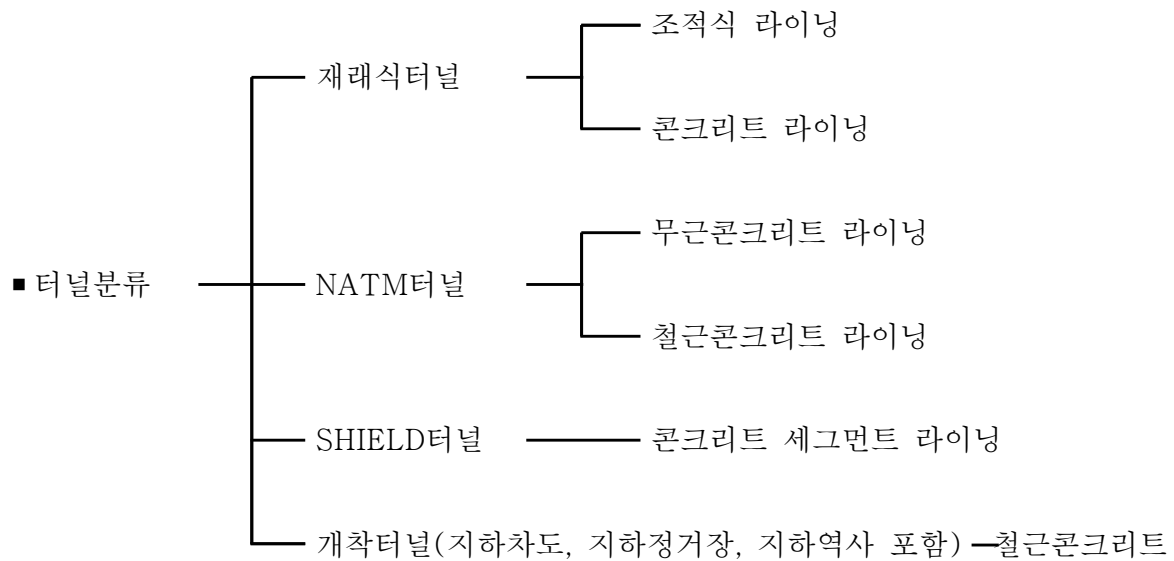 조적식 라이닝
재래식터널
콘크리트 라이닝
무근콘크리트 라이닝
■ 터널분류
NATM터널
철근콘크리트 라이닝
SHIELD터널
콘크리트 세그먼트 라이닝
개착터널(지하차도, 지하정거장, 지하역사 포함)
철근콘크리트